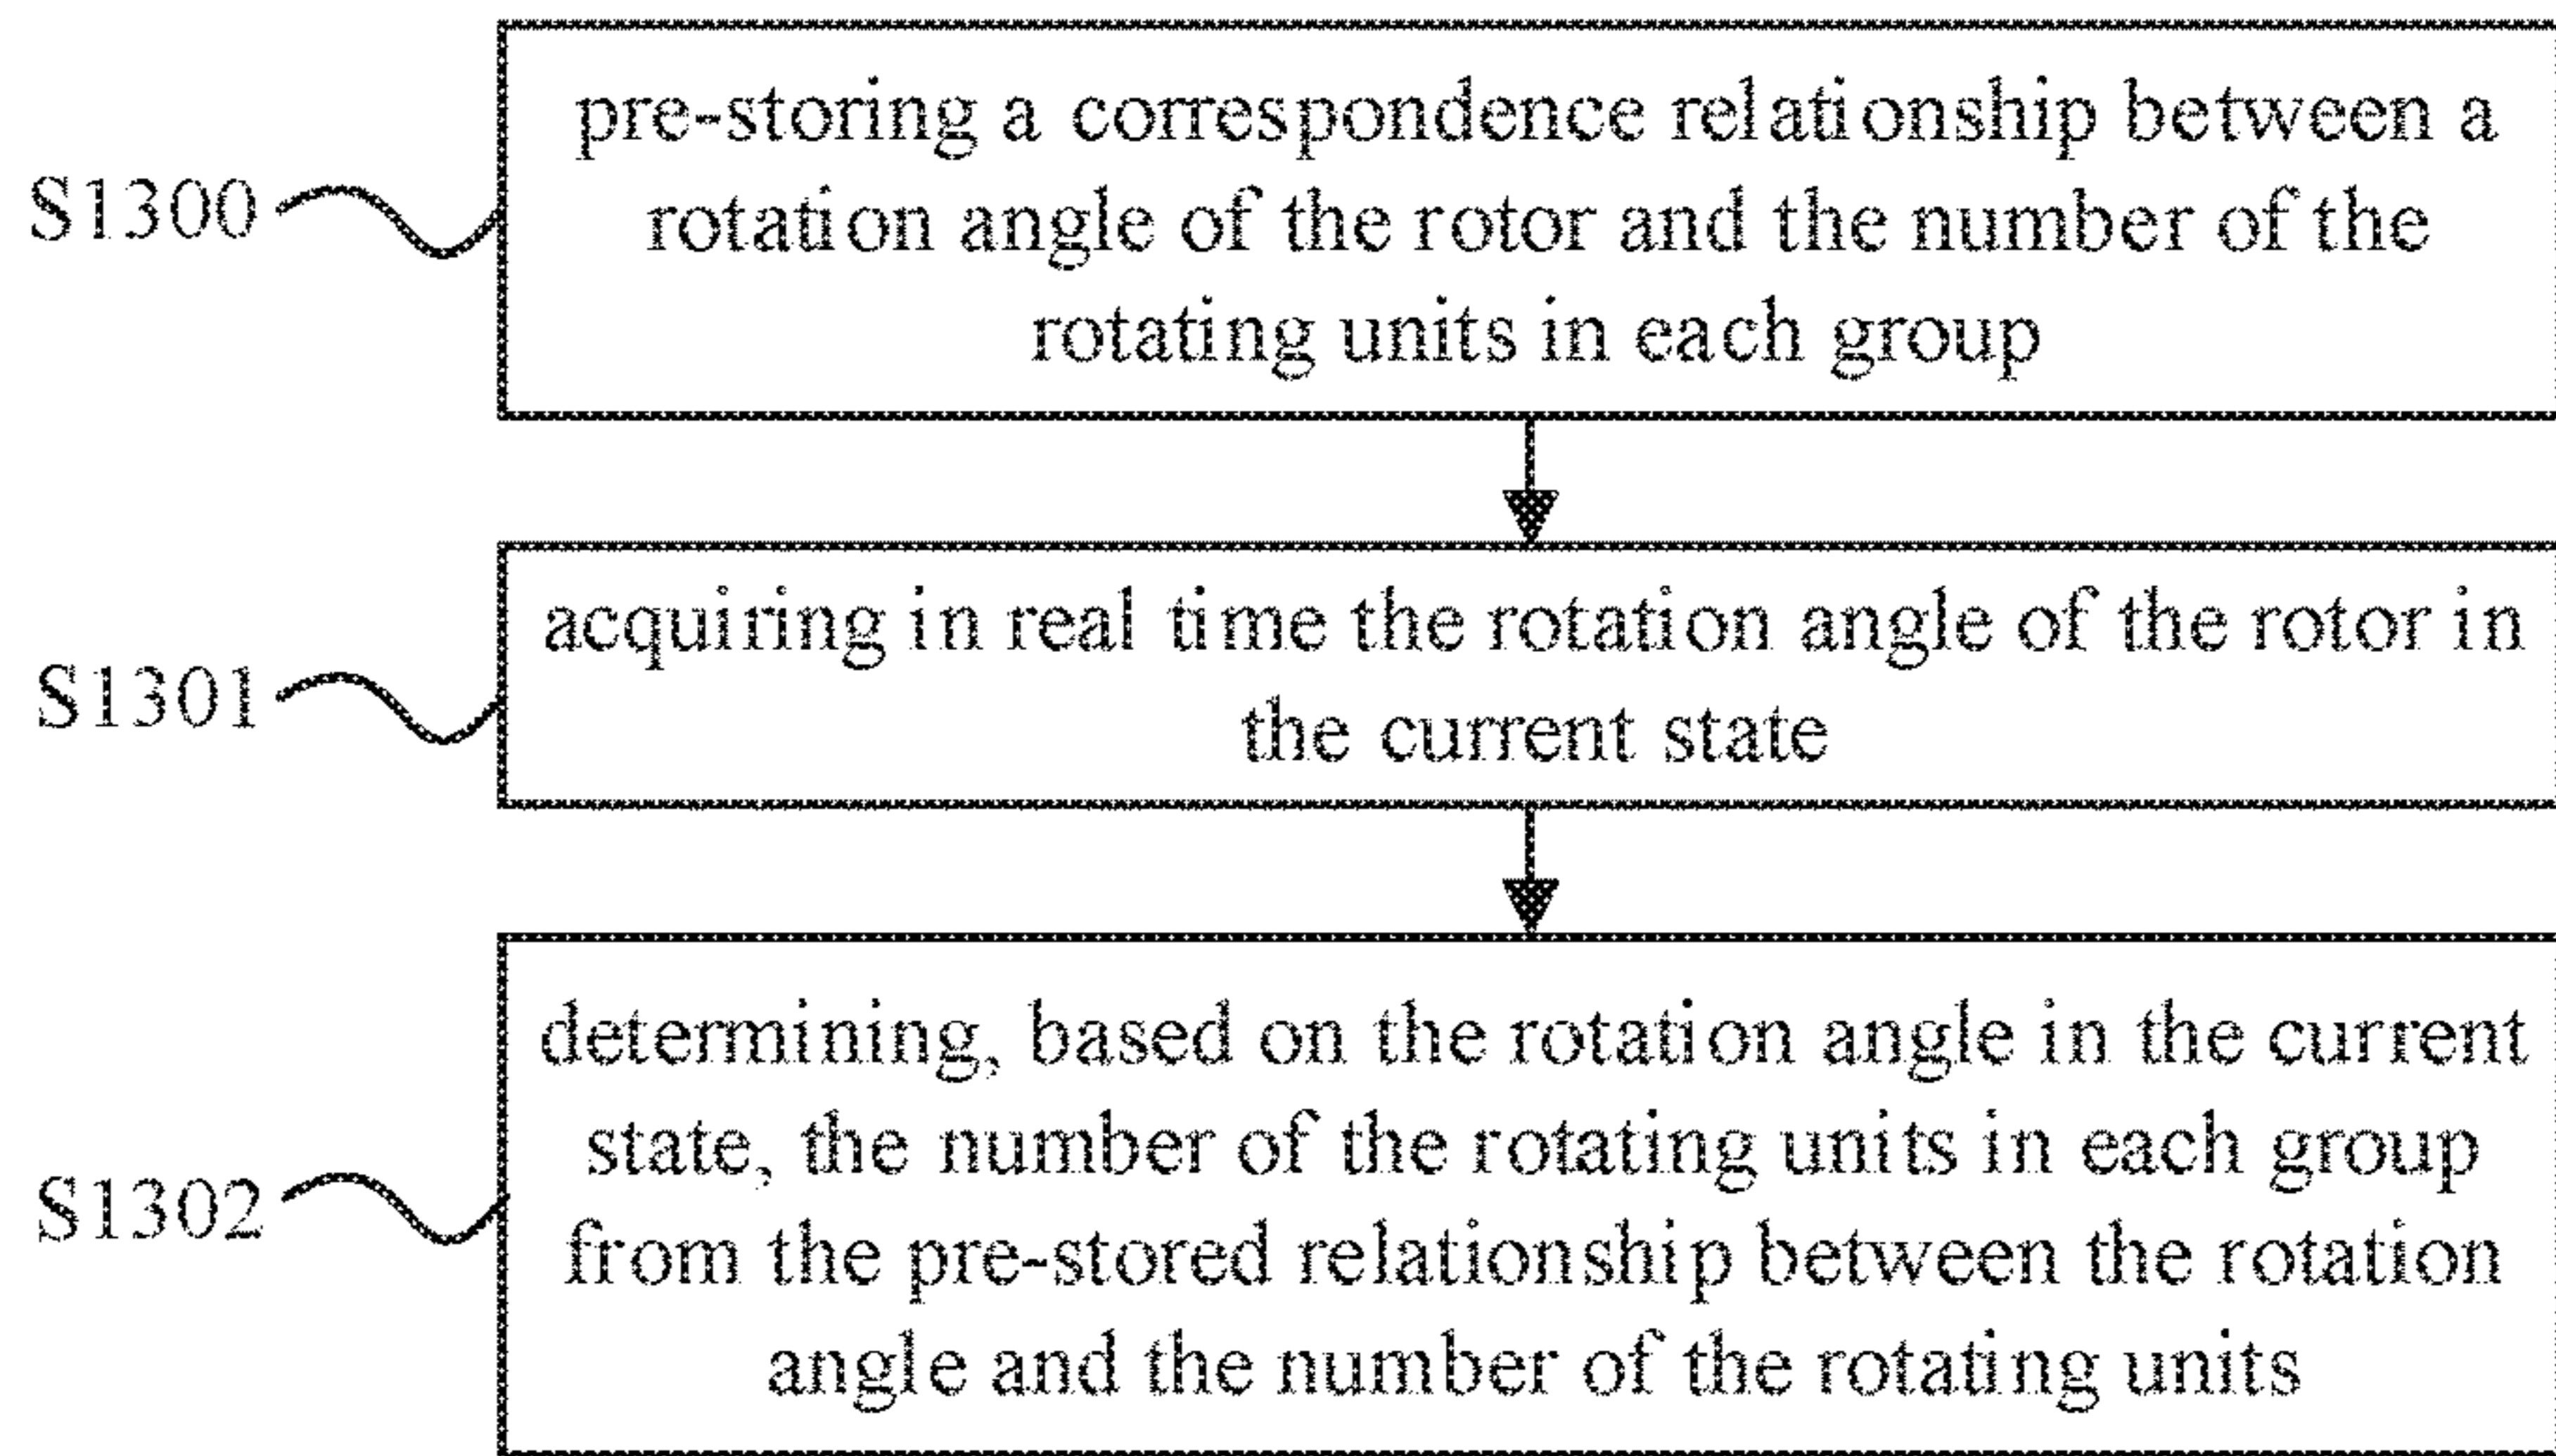 S1300
pre-storing a correspondence relationship between a
rotation angle of the rotor and the number of the
rotating units in each group
S1301
acquiring in real time the rotation angle of the rotor in
the current state
S1302
determining, based on the rotation angle in the current
state, the number of the rotating units in each group
from the pre-stored relationship between the rotation
angle and the number of the rotating units